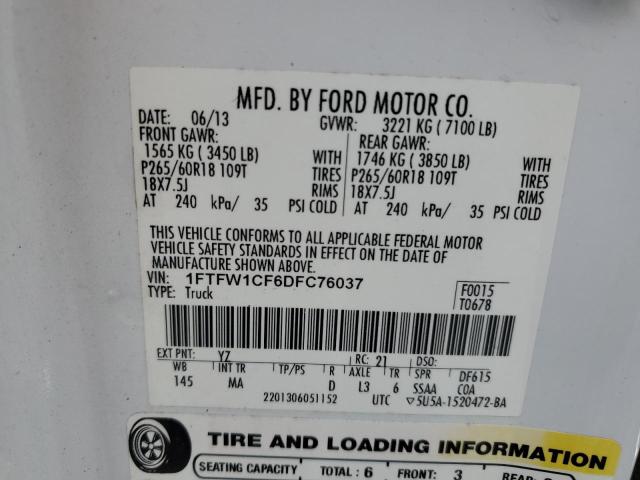 MFD. BY FORD MOTOR CO.
DATE: 06/13 GVWR: 3221 KG ( 7100 LB)
FRONT GAWR: REAR GAWR:
1565 KG ( 3450 LB) WITH 1746 KG ( 3850 LB) WITH
P265/60R18 109T TIRES P265/60R18 109T TIRES
18X7.5J RIMS 18X7.5J RIMS
AT 240 kPa/ 35 PSI COLD AT 240 kPa/ 35 PSI COLD
THIS VEHICLE CONFORMS TO ALL APPLICABLE FEDERAL MOTOR
VEHICLE SAFETY STANDARDS IN EFFECT ON THE DATE OF
MANUFACTURE SHOWN ABOVE.
VIN: 1FTFW1CF6DFC76037 F0015
TYPE: Truck T0678
EXT PNT: YZ RC: 21 DSO:
WB INT TR TP/PS R AXLE TR SPR DF615
145 MA D L3 6 SSAA COA
2201306051152 UTC ▽5U5A-1520472-BA
TIRE AND LOADING INFORMATION
SEATING CAPACITY TOTAL: 6 FRONT: 3 REAR: